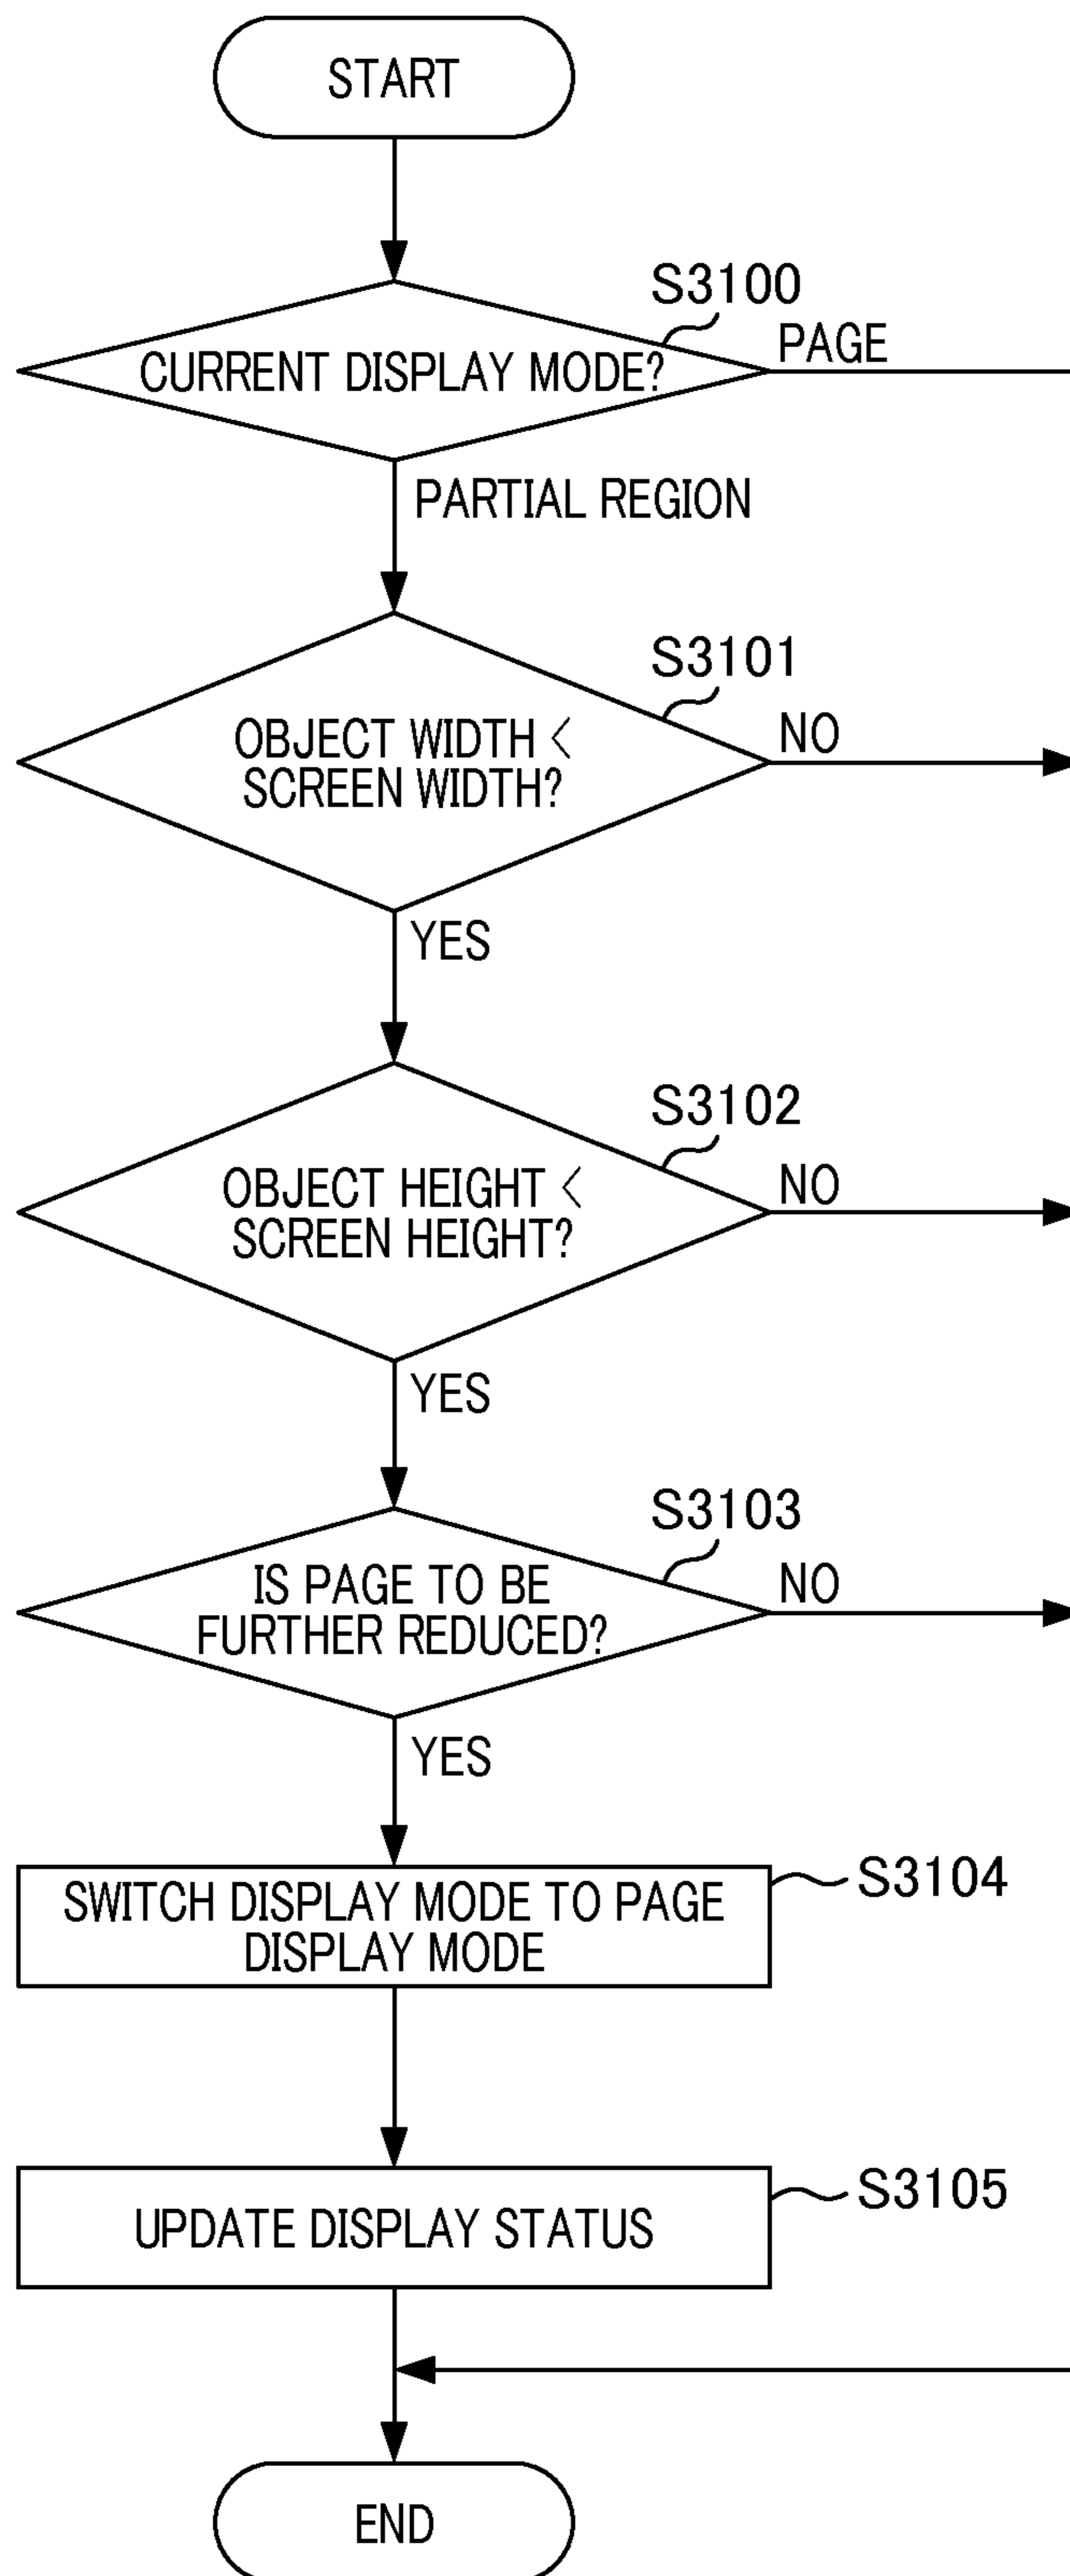 START
S3100
CURRENT DISPLAY MODE?
PAGE
PARTIAL REGION
S3101
OBJECT WIDTH <
SCREEN WIDTH?
NO
YES
S3102
OBJECT HEIGHT <
SCREEN HEIGHT?
NO
YES
S3103
IS PAGE TO BE
FURTHER REDUCED?
NO
YES
S3104
SWITCH DISPLAY MODE TO PAGE
DISPLAY MODE
S3105
UPDATE DISPLAY STATUS
END